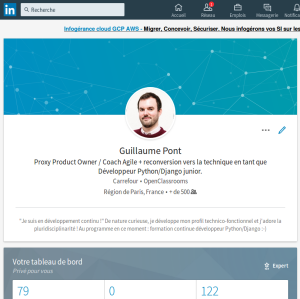 in
Recherche
Accueil
Réseau
Emplois
Messagerie
Infogérance cloud GCP AWS - Migrer, Concevoir, Sécuriser. Nous infogérons vos SI sur les
Guillaume Pont
Proxy Product Owner / Coach Agile + reconversion vers la technique en tant que
Développeur Python/Django junior.
Carrefour • OpenClassrooms
Région de Paris, France • + de 500
"Je suis en développement continu !" De nature curieuse, je développe mon profil technico-fonctionnel et j'adore la
pluridisciplinarité ! Au programme en ce moment : formation continue développeur Python/Django :-)
Votre tableau de bord
Privé pour vous
Expert
79
0
122